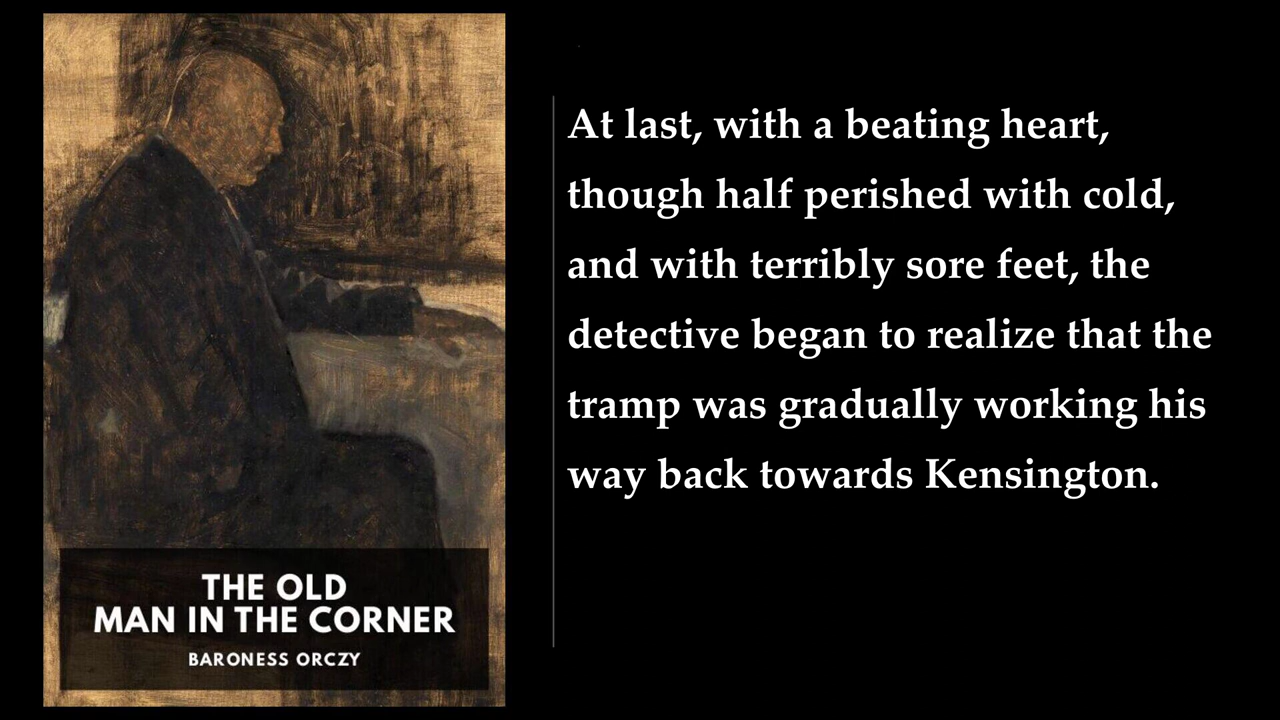 THE OLD
MAN IN THE CORNER
BARONESS ORCZY
At last, with a beating heart,
though half perished with cold,
and with terribly sore feet, the
detective began to realize that the
tramp was gradually working his
way back towards Kensington.